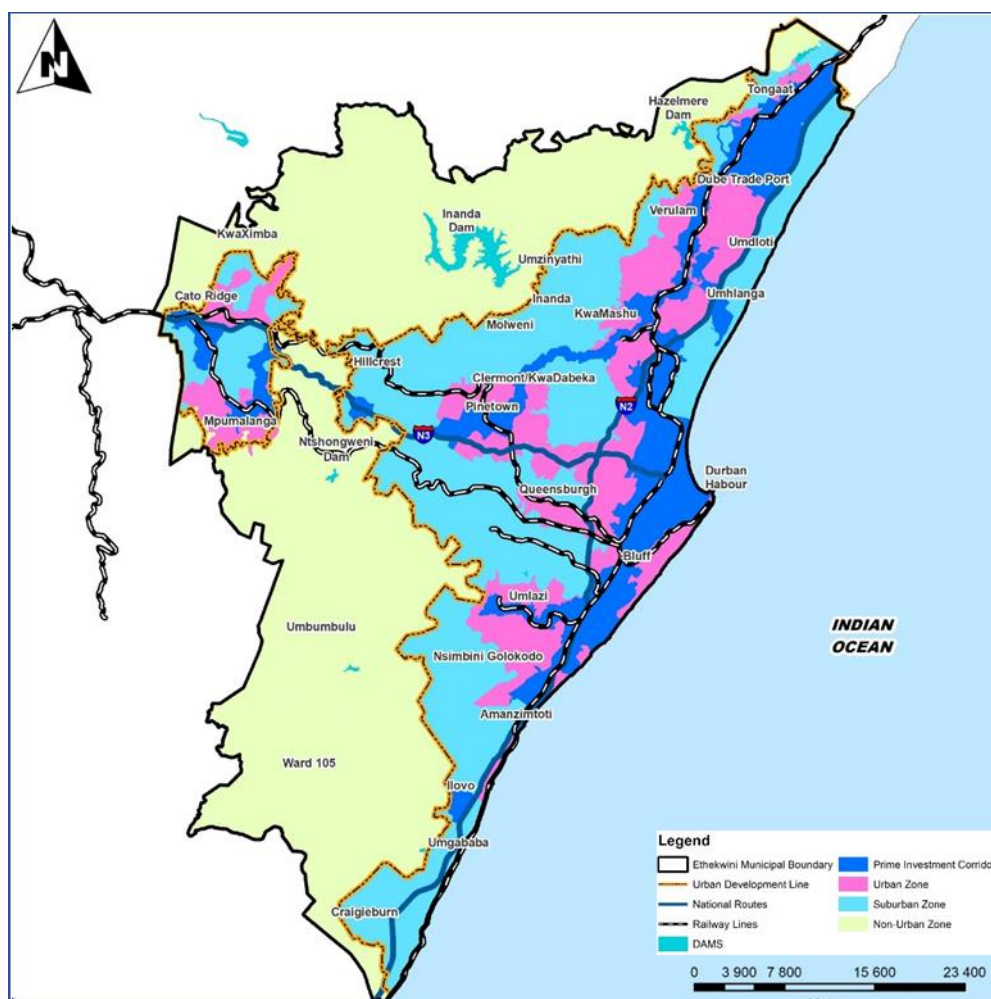 N
Tongaat
Hazelmere
Dam
Dube Trade Port
Verulam
Inanda
Dam
KwaXimba
Umdloti
Umzinyathi
Cato Ridge
Inanda
Umhlanga
KwaMashu
Molweni
Hillcrest
Clermont/KwaDabeka
Pinetown
N2
Mpumalanga
N3
Ntshongweni
Dam
Durban
Habour
Queensburgh
Bluff
Umlazi
Umbumbulu
INDIAN
OCEAN
Nsimbini Golokodo
Amanzimtoti
Ward 105
Ilovo
Umgababa
Craigieburn
Legend
Ethekwini Municipal Boundary
Urban Development Line
National Routes
Railway Lines
DAMS
Prime Investment Corrido
Urban Zone
Suburban Zone
Non-Urban Zone
0 3 900 7 800 15 600 23 400